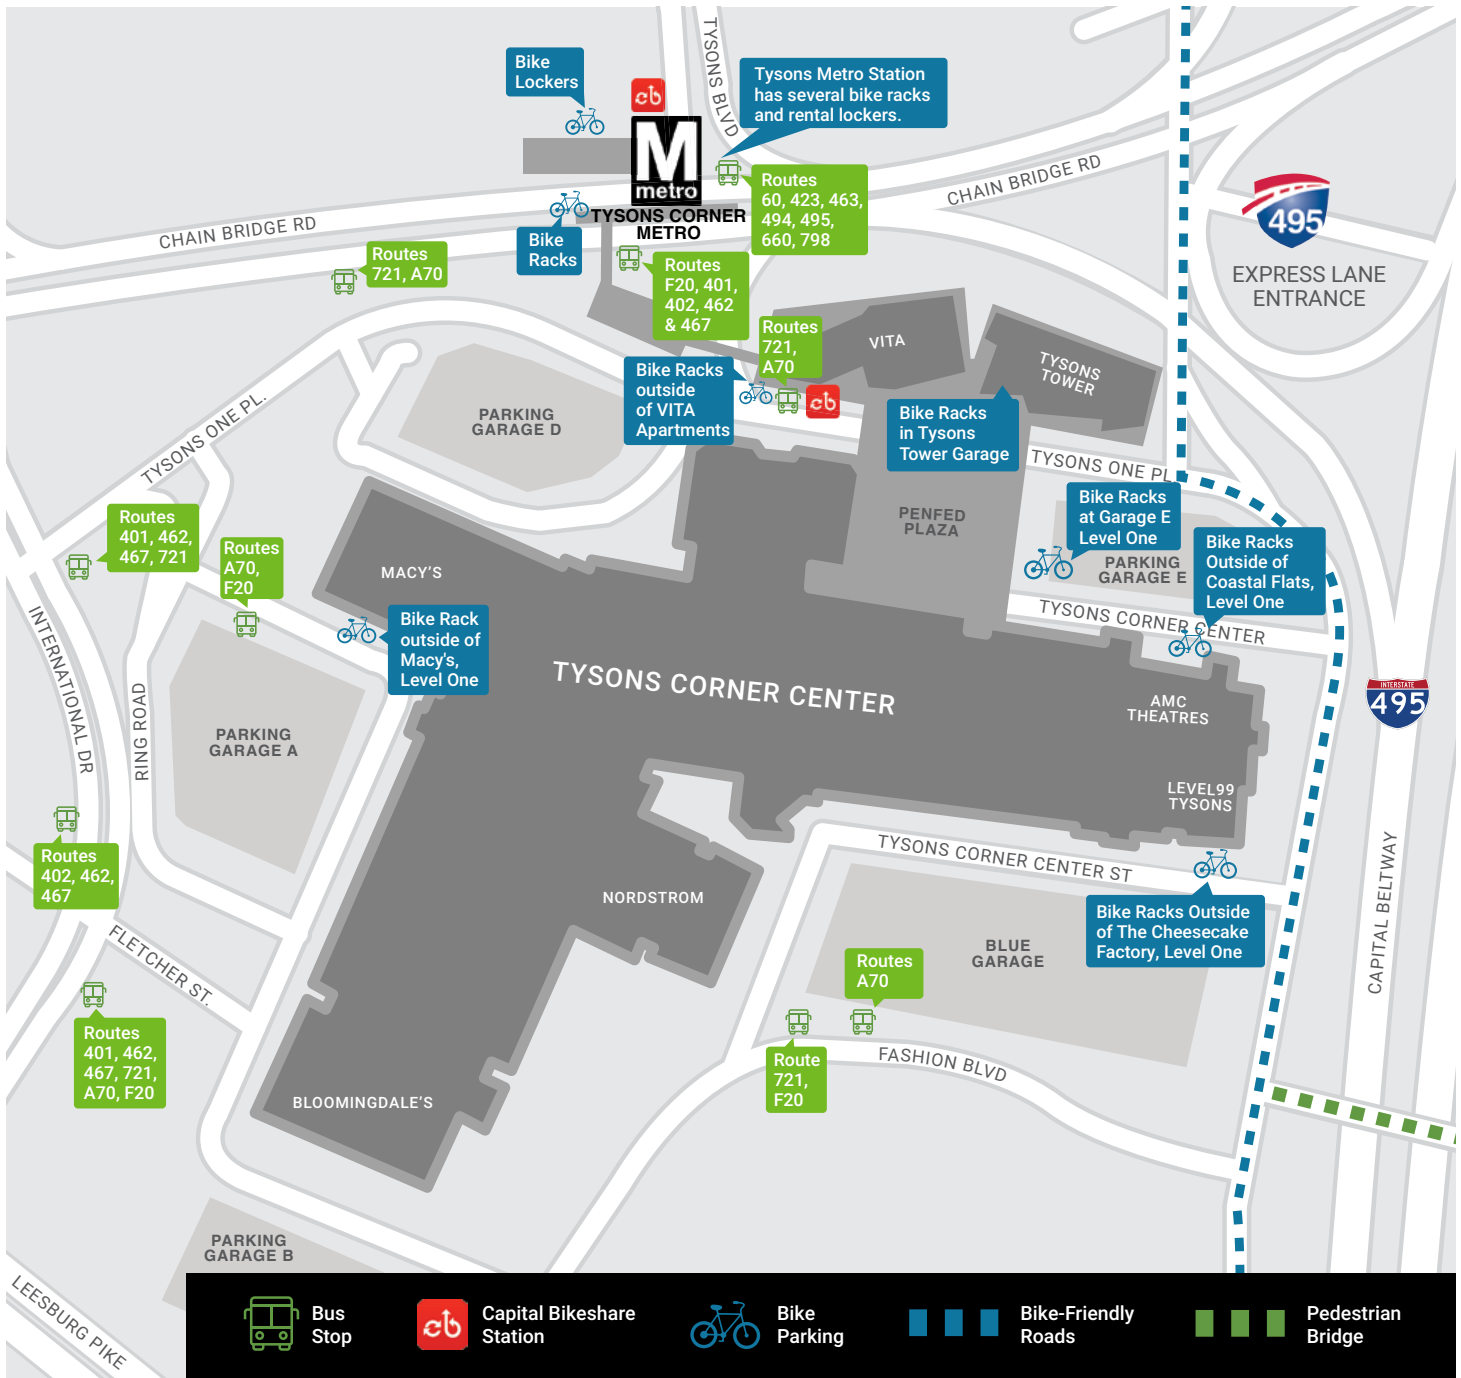 TYSONS BLVD
Bike
Lockers
cb
Tysons Metro Station
has several bike racks
and rental lockers.
M
metro
TYSONS CORNER
METRO
Routes
60, 423, 463,
494, 495,
660, 798
CHAIN BRIDGE RD
495
EXPRESS LANE
ENTRANCE
CHAIN BRIDGE RD
Bike
Racks
Routes
721, A70
Routes
F20, 401,
402, 462
& 467
Routes
721,
A70
VITA
TYSONS
TOWER
Bike Racks
outside
of VITA
Apartments
cb
Bike Racks
in Tysons
Tower Garage
PARKING
GARAGE D
TYSONS ONE PL.
TYSONS ONE PL
PENFED
PLAZA
Bike Racks
at Garage E
Level One
PARKING
GARAGE E
Bike Racks
Outside of
Coastal Flats,
Level One
TYSONS CORNER CENTER
Routes
401, 462,
467, 721
Routes
A70,
F20
MACY'S
Bike Rack
outside of
Macy's,
Level One
INTERNATIONAL DR
RING ROAD
PARKING
GARAGE A
TYSONS CORNER CENTER
AMC
THEATRES
LEVEL99
TYSONS
INTERSTATE
495
CAPITAL BELTWAY
Routes
402, 462,
467
TYSONS CORNER CENTER ST
NORDSTROM
Bike Racks Outside
of The Cheesecake
Factory, Level One
BLUE
GARAGE
Routes
A70
FLETCHER ST.
Routes
401, 462,
467, 721,
A70, F20
Route
721,
F20
FASHION BLVD
BLOOMINGDALE'S
PARKING
GARAGE B
LEESBURG PIKE
Bus
Stop
cb
Capital Bikeshare
Station
Bike
Parking
Bike-Friendly
Roads
Pedestrian
Bridge